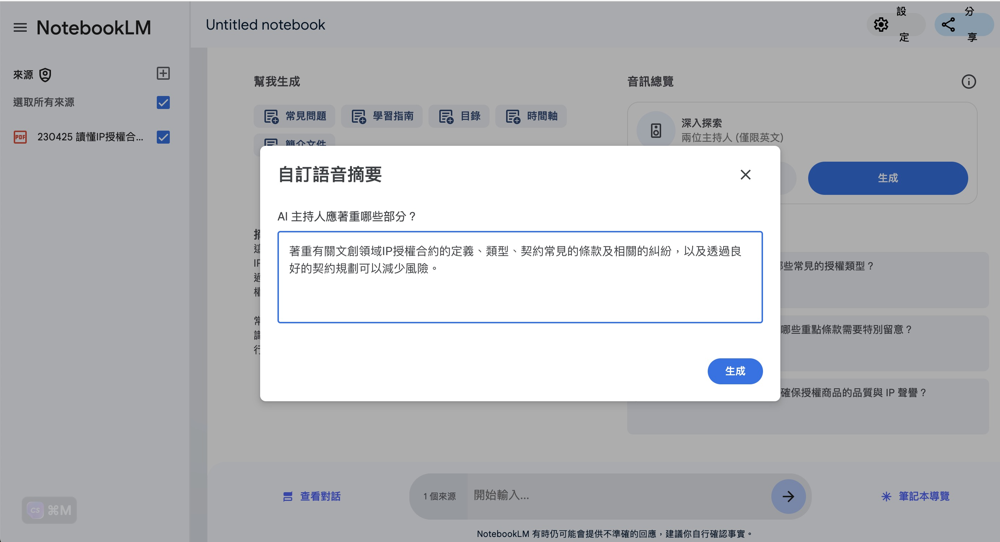 NotebookLM
Untitled notebook
設定
分享
來源
選取所有來源
PDF
230425 讀懂IP授權合...
幫我生成
常見問題
學習指南
目錄
時間軸
簡介文件
音訊總覽
深入探索
兩位主持人 (僅限英文)
生成
自訂語音摘要
AI 主持人應著重哪些部分？
著重有關文創領域IP授權合約的定義、類型、契約常見的條款及相關的糾紛，以及透過良
好的契約規劃可以減少風險。
生成
這
IP
過
權
常
識
行
些常見的授權類型？
哪些重點條款需要特別留意？
確保授權商品的品質與 IP 聲譽？
查看對話
1 個來源
開始輸入...
筆記本導覽
CS ⌘M
NotebookLM 有時仍可能會提供不準確的回應，建議你自行確認事實。